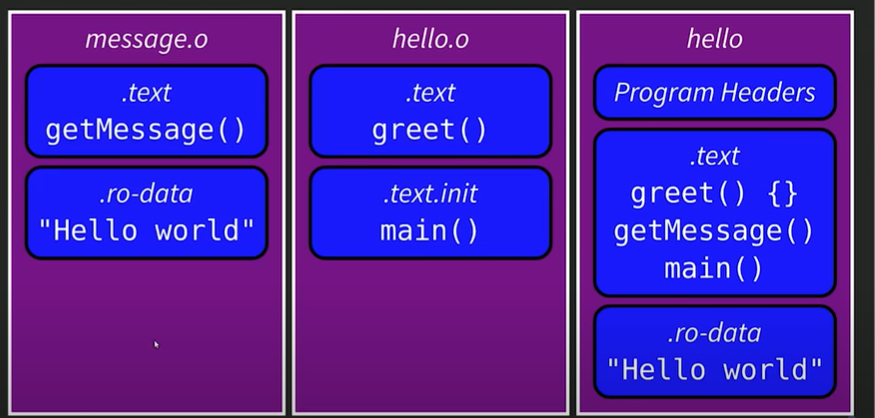 message.o
.text
getMessage()
.ro-data
"Hello world"
hello.o
.text
greet()
.text.init
main()
hello
Program Headers
.text
greet() {}
getMessage()
main()
.ro-data
"Hello world"